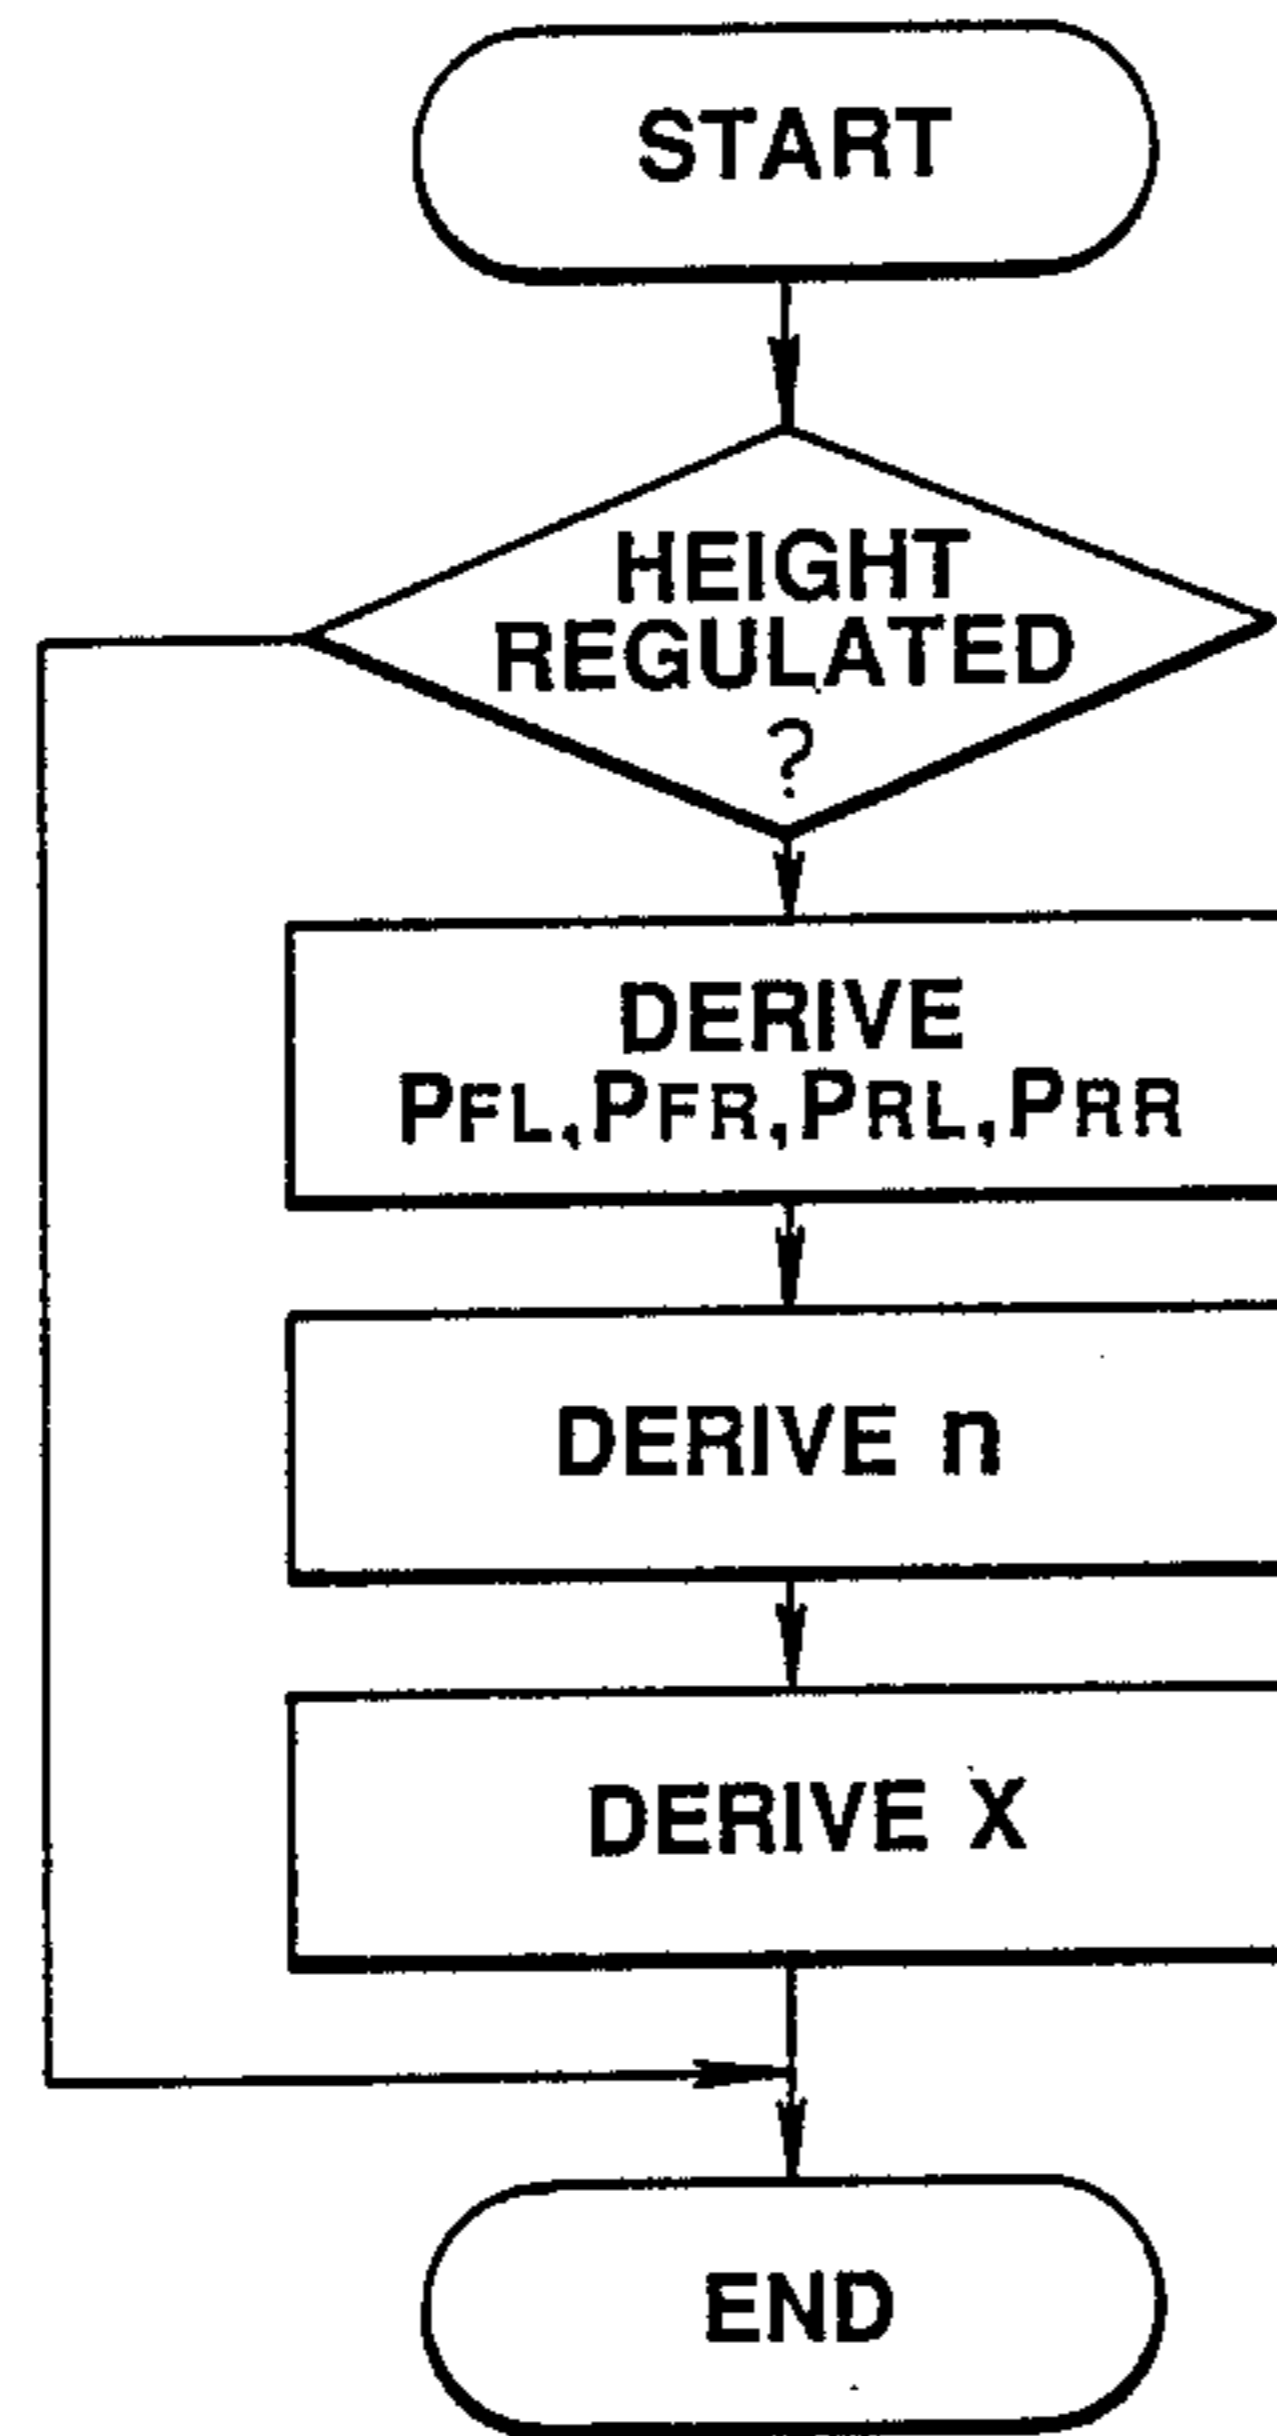 START
HEIGHT
REGULATED
?
DERIVE
PFL,PFR,PRL,PRR
DERIVE n
DERIVE X
END